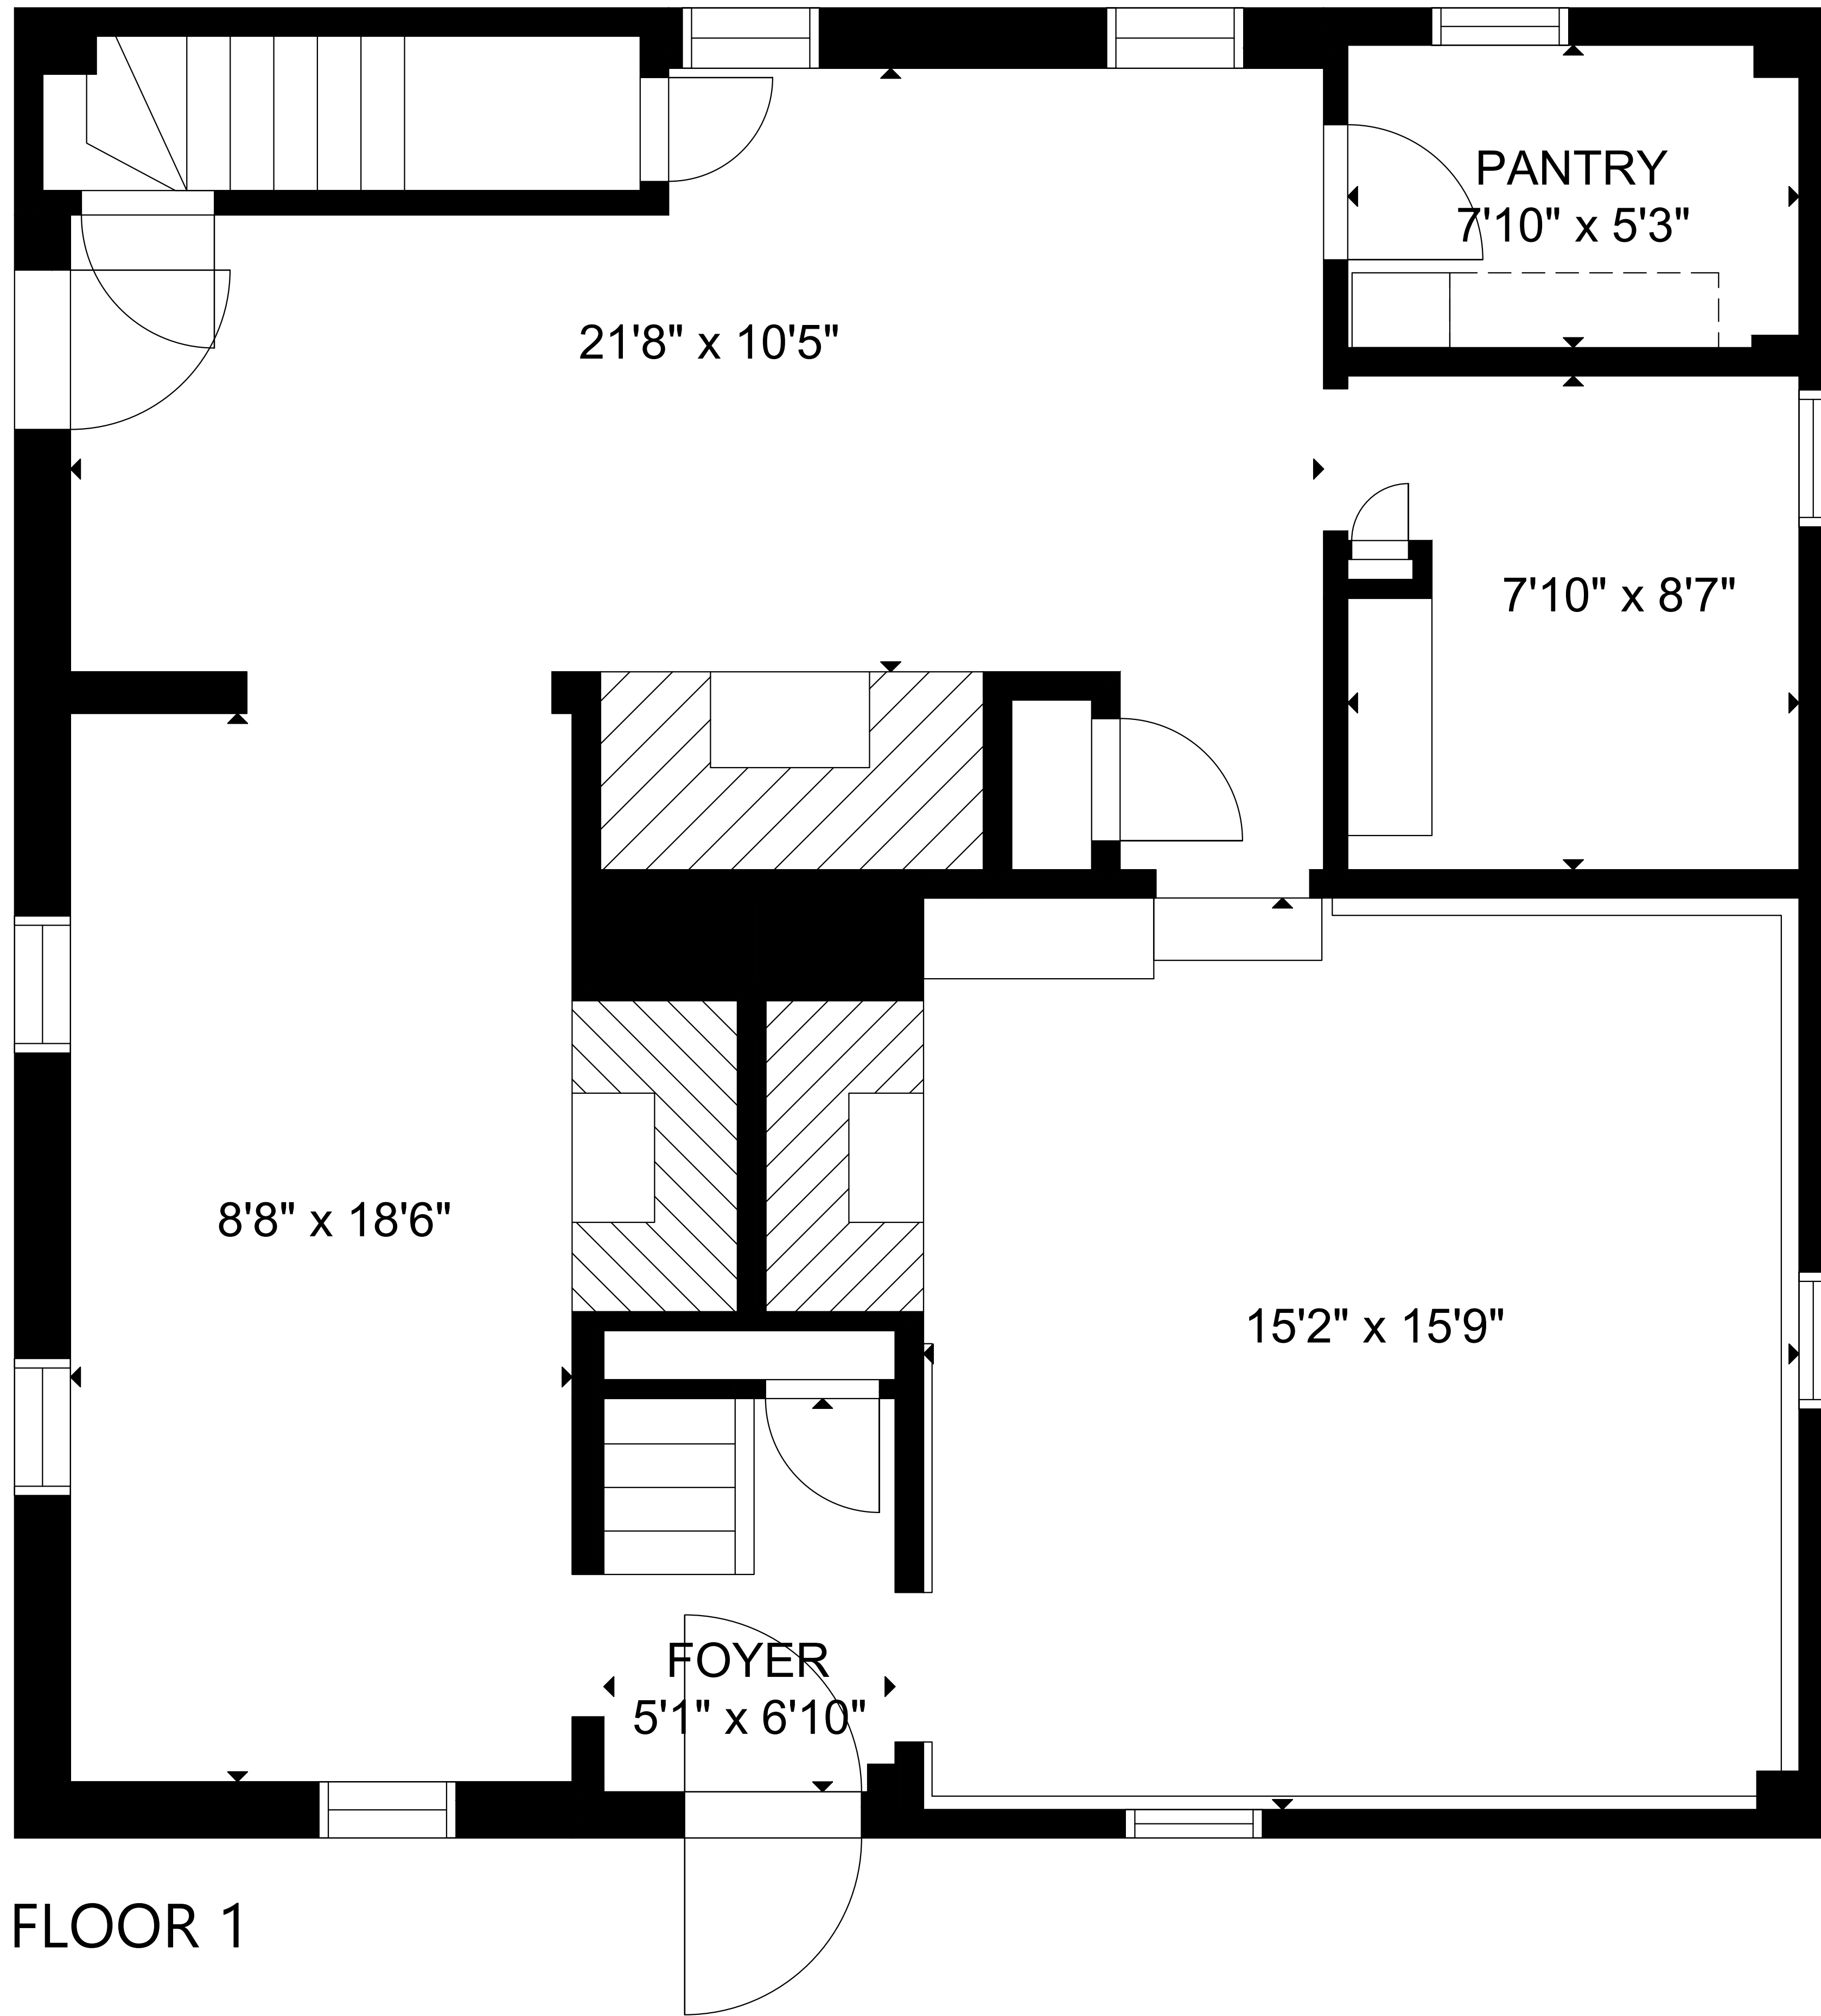 PANTRY
7'10" x 5'3"
21'8" x 10'5"
7'10" x 8'7"
8'8" x 18'6"
15'2" x 15'9"
FOYER
5'1" x 6'10"
FLOOR 1